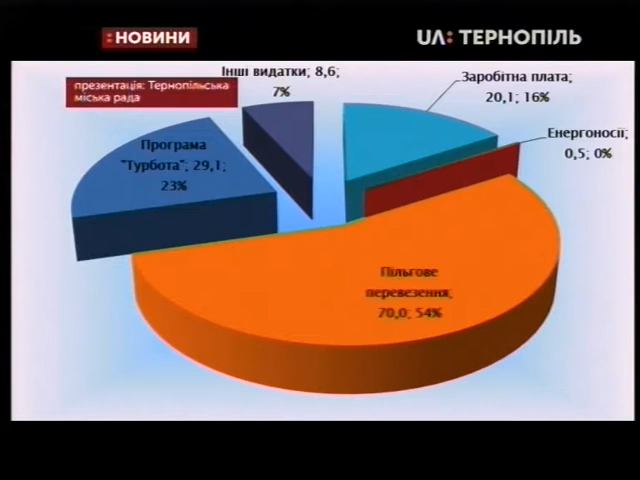 :НОВИНИ
UA: ТЕРНОПІЛЬ
презентація: Тернопільська
міська рада
Інші видатки; 8,6;
7%
Заробітна плата;
20,1; 16%
Енергоносії;
0,5; 0%
Програма
"Турбота"; 29,1;
23%
Пільгове
перевезення;
70,0; 54%